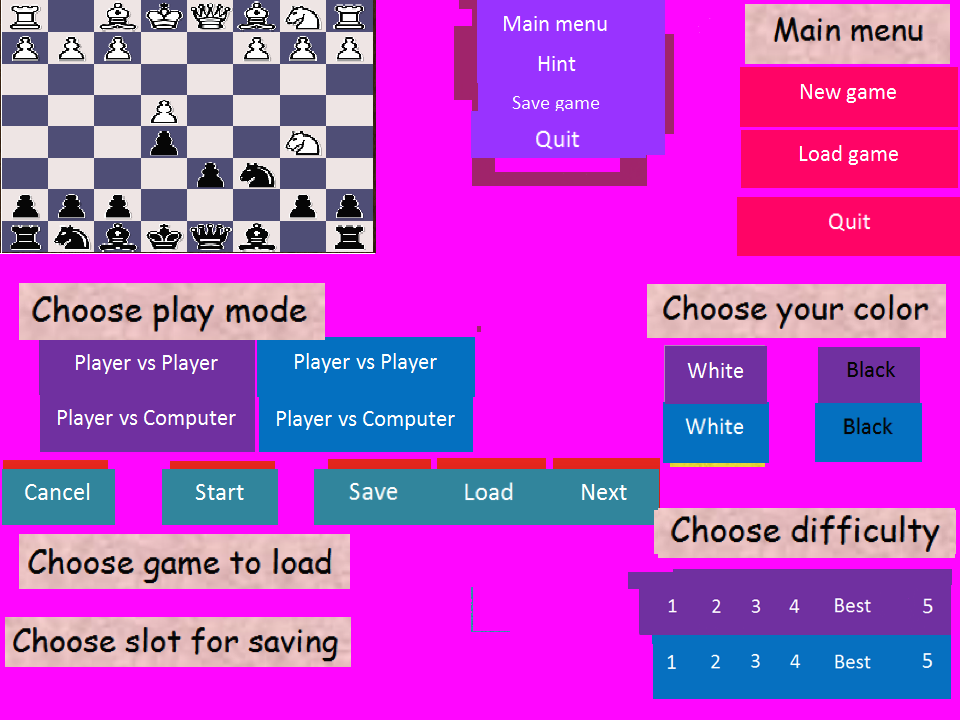 Main menu
Hint
Save game
Quit
Main menu
New game
Load game
Quit
Choose play mode
Player vs Player
Player vs Player
Player vs Computer
Player vs Computer
Choose your color
White
Black
White
Black
Cancel
Start
Save
Load
Next
Choose game to load
Choose slot for saving
Choose difficulty
1 2 3 4 Best 5
1 2 3 4 Best 5